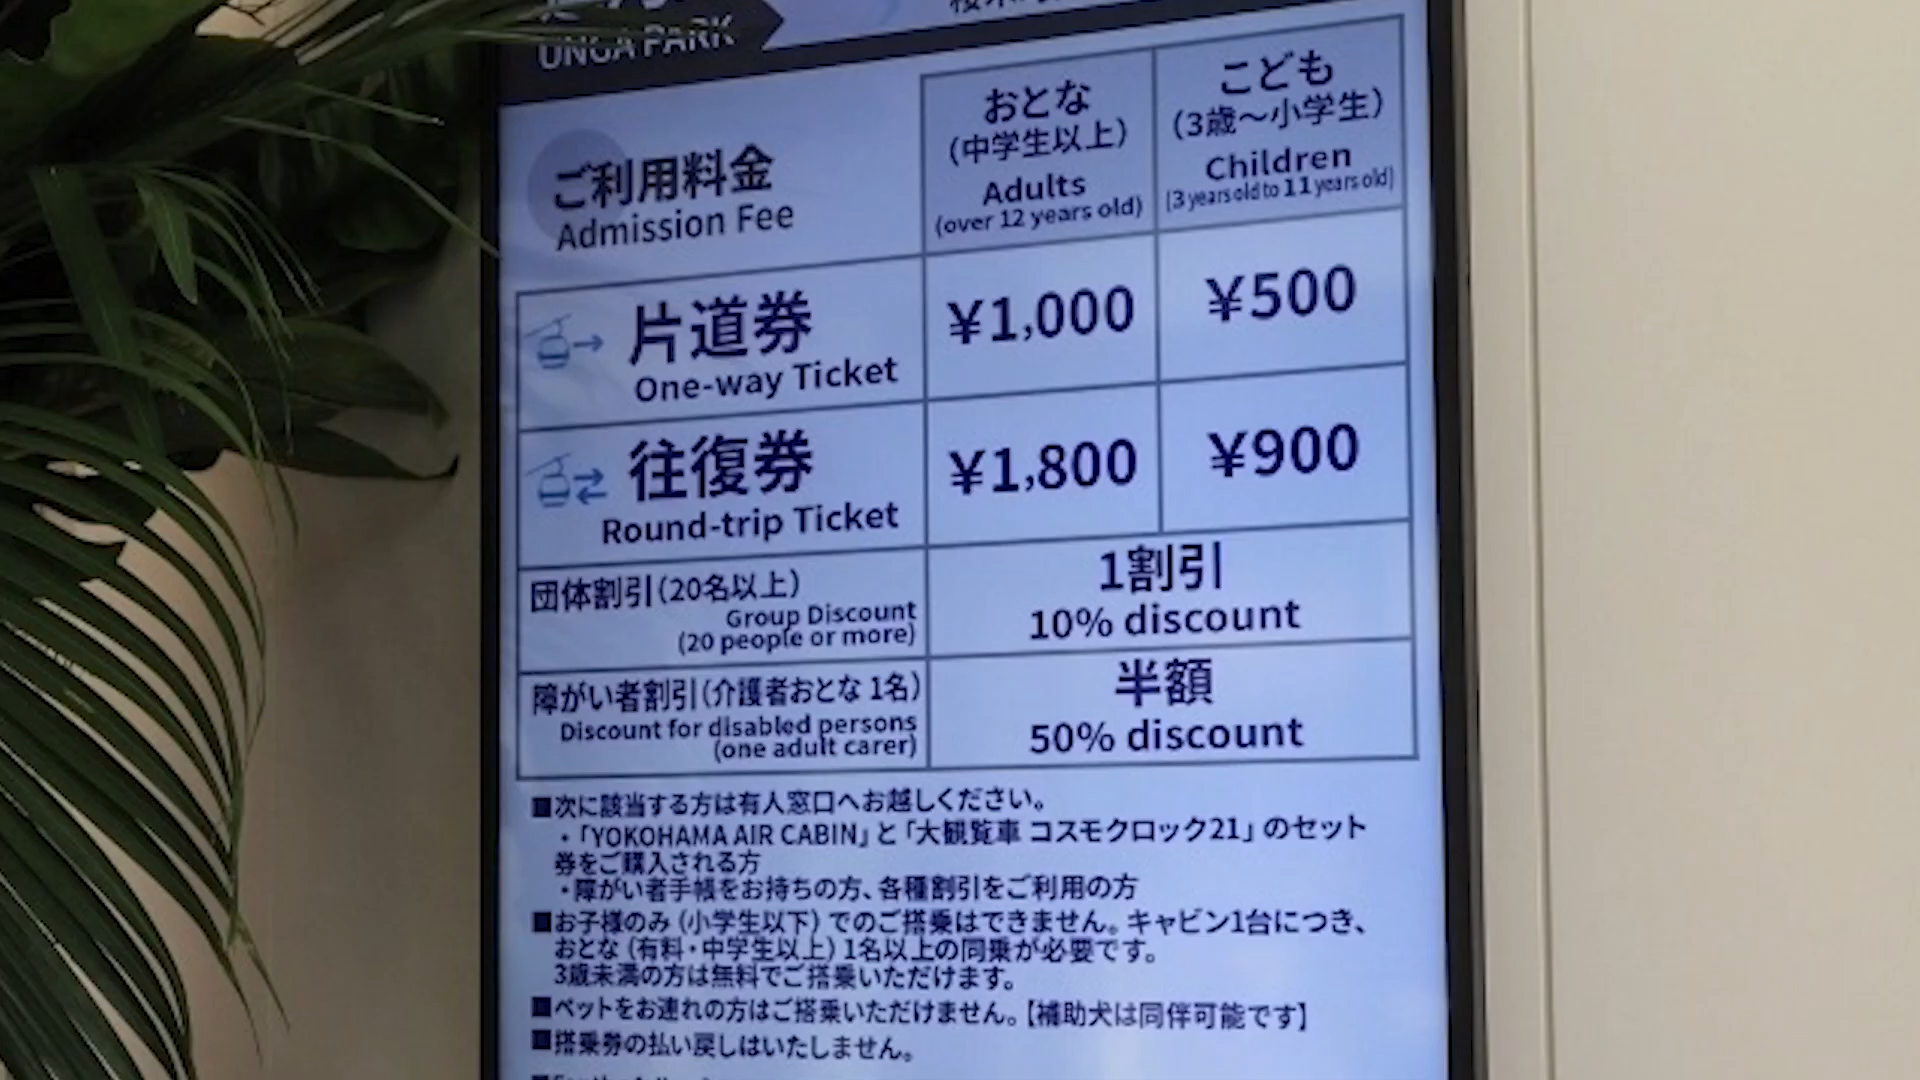 UNGA PARK
おとな
(中学生以上)
Adults
(over 12 years old)
こども
(3歳～小学生)
Children
(3 years old to 11 years old)
ご利用料金
Admission Fee
片道券
One-way Ticket
¥1,000
¥500
往復券
Round-trip Ticket
¥1,800
¥900
団体割引(20名以上)
Group Discount
(20 people or more)
1割引
10% discount
障がい者割引(介護者おとな1名)
Discount for disabled persons
(one adult carer)
半額
50% discount
■次に該当する方は有人窓口へお越しください。
・「YOKOHAMA AIR CABIN」と「大観覧車 コスモクロック21」のセット
券をご購入される方
・障がい者手帳をお持ちの方、各種割引をご利用の方
■お子様のみ(小学生以下)でのご搭乗はできません。キャビン1台につき、
おとな(有料・中学生以上)1名以上の同乗が必要です。
3歳未満の方は無料でご搭乗いただけます。
■ペットをお連れの方はご搭乗いただけません。【補助犬は同伴可能です】
■搭乗券の払い戻しはいたしません。